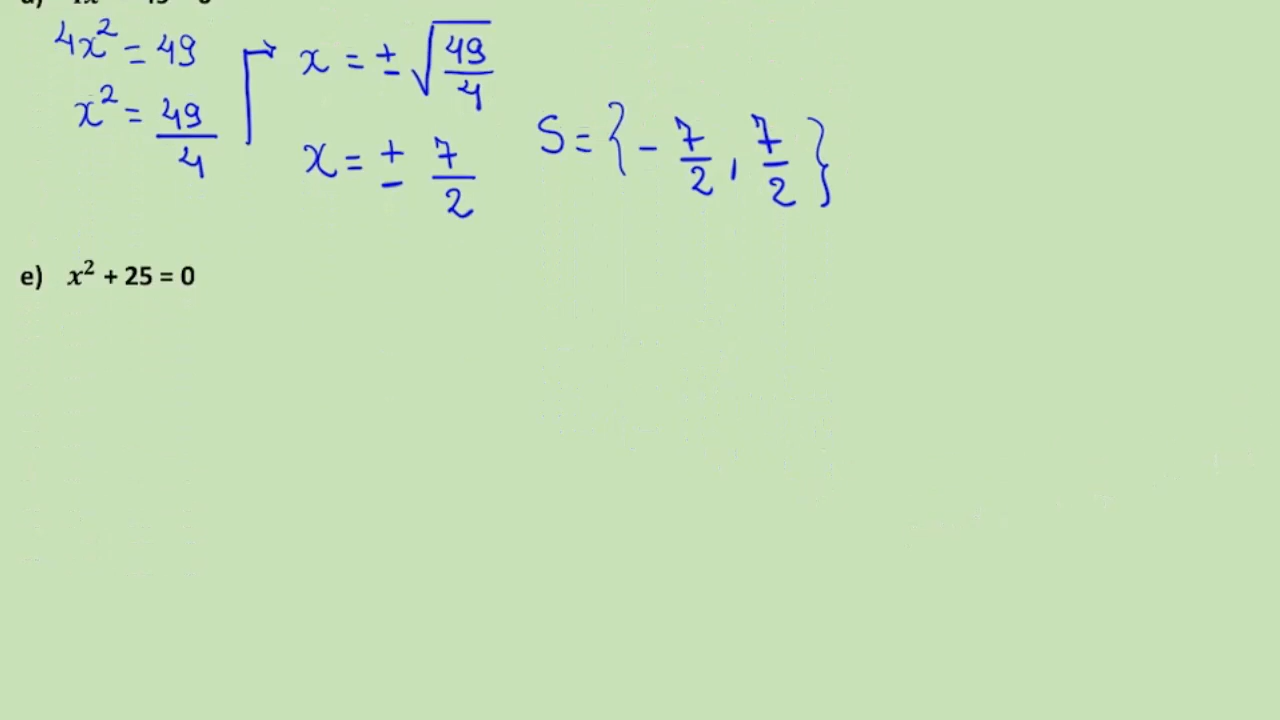 4x² = 49
x² = 49/4
x = ± √(49/4)
x = ± 7/2
S = { - 7/2 , 7/2 }
e) x² + 25 = 0